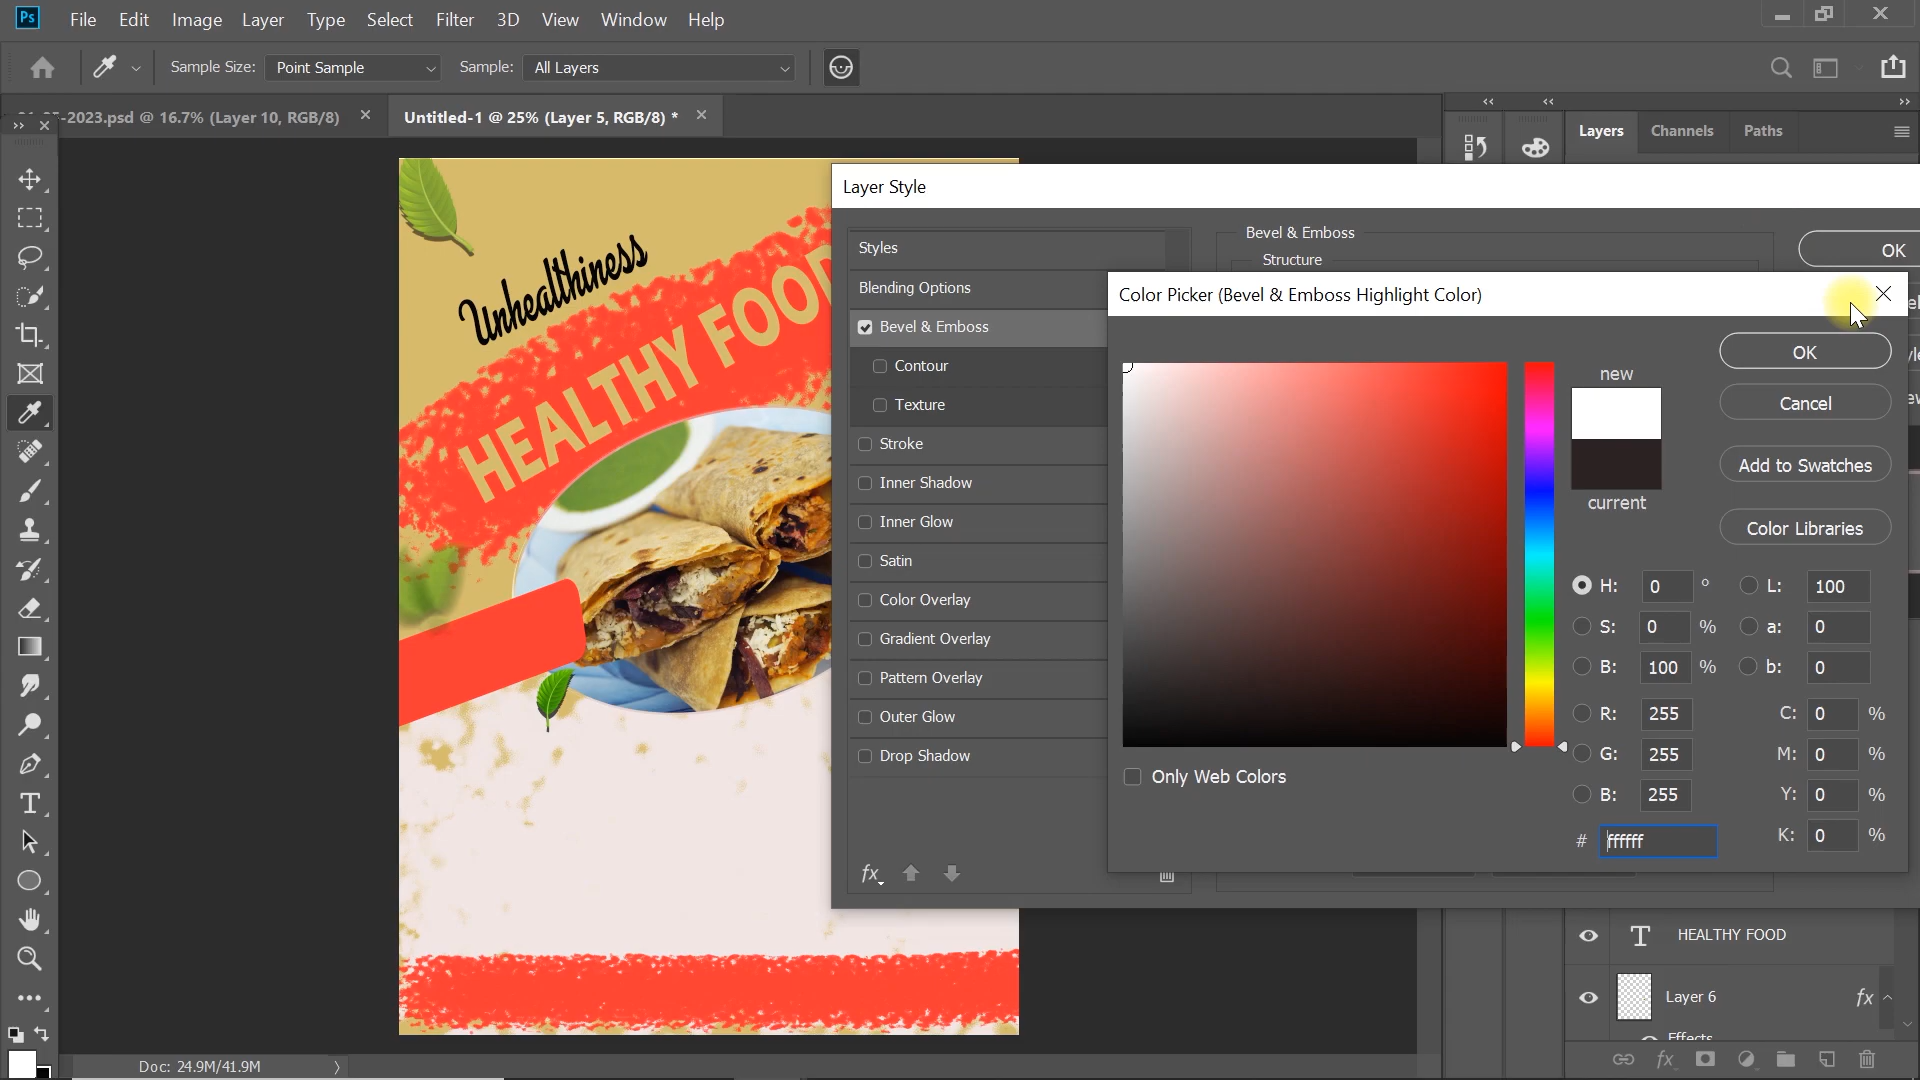 Ps File Edit Image Layer Type Select Filter 3D View Window Help
Sample Size: Point Sample Sample: All Layers
-2023.psd @ 16.7% (Layer 10, RGB/8) Untitled-1 @ 25% (Layer 5, RGB/8) *
Layers Channels Paths
Unhealthiness
HEALTHY FOOD
Layer Style
Styles
Blending Options
Bevel & Emboss
Contour
Texture
Stroke
Inner Shadow
Inner Glow
Satin
Color Overlay
Gradient Overlay
Pattern Overlay
Outer Glow
Drop Shadow
fx
Bevel & Emboss
Structure
OK
Color Picker (Bevel & Emboss Highlight Color)
new
current
OK
Cancel
Add to Swatches
Color Libraries
H: 0 ° L: 100
S: 0 % a: 0
B: 100 % b: 0
R: 255 C: 0 %
G: 255 M: 0 %
B: 255 Y: 0 %
# ffffff K: 0 %
Only Web Colors
T HEALTHY FOOD
Layer 6 fx
Effects
fx
Doc: 24.9M/41.9M